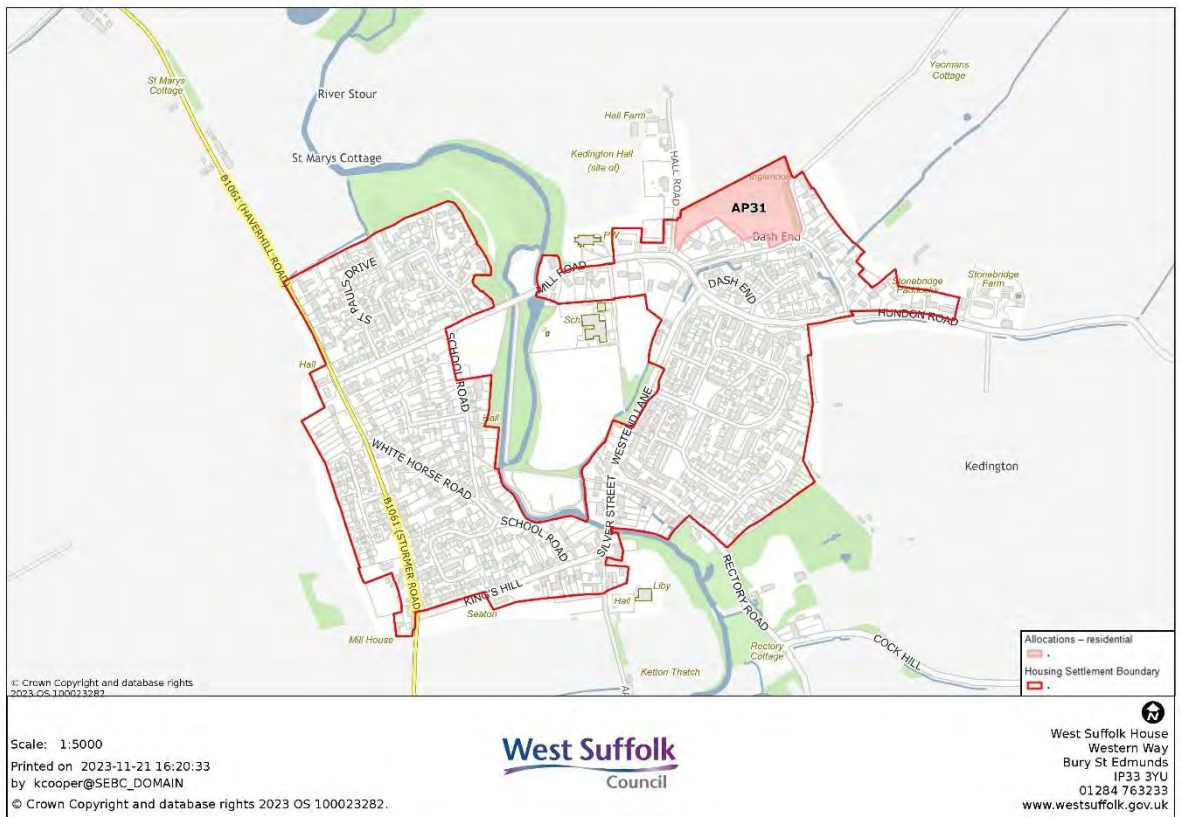 St Marys
Cottage
River Stour
St Marys Cottage
Yeomans
Cottage
Hall Farm
Kedington Hall
(site of)
HALL ROAD
Inglenook
AP31
Dash End
B1061 (HAVERHILL ROAD)
ST PAULS DRIVE
PW
MILL ROAD
DASH END
Stonebridge
Paddocks
Stonebridge
Farm
HUNDON ROAD
Sch
Hall
SCHOOL ROAD
Hall
WESTEND LANE
WHITE HORSE ROAD
Kedington
B1061 (STURMER ROAD)
SCHOOL ROAD
SILVER STREET
KING'S HILL
Seaton
Liby
Hall
RECTORY ROAD
Mill House
Rectory
Cottage
COCK HILL
Ketton Thatch
Allocations – residential
Housing Settlement Boundary
© Crown Copyright and database rights
2023 OS 100023282
N
Scale: 1:5000
Printed on 2023-11-21 16:20:33
by kcooper@SEBC_DOMAIN
© Crown Copyright and database rights 2023 OS 100023282.
West Suffolk
Council
West Suffolk House
Western Way
Bury St Edmunds
IP33 3YU
01284 763233
www.westsuffolk.gov.uk